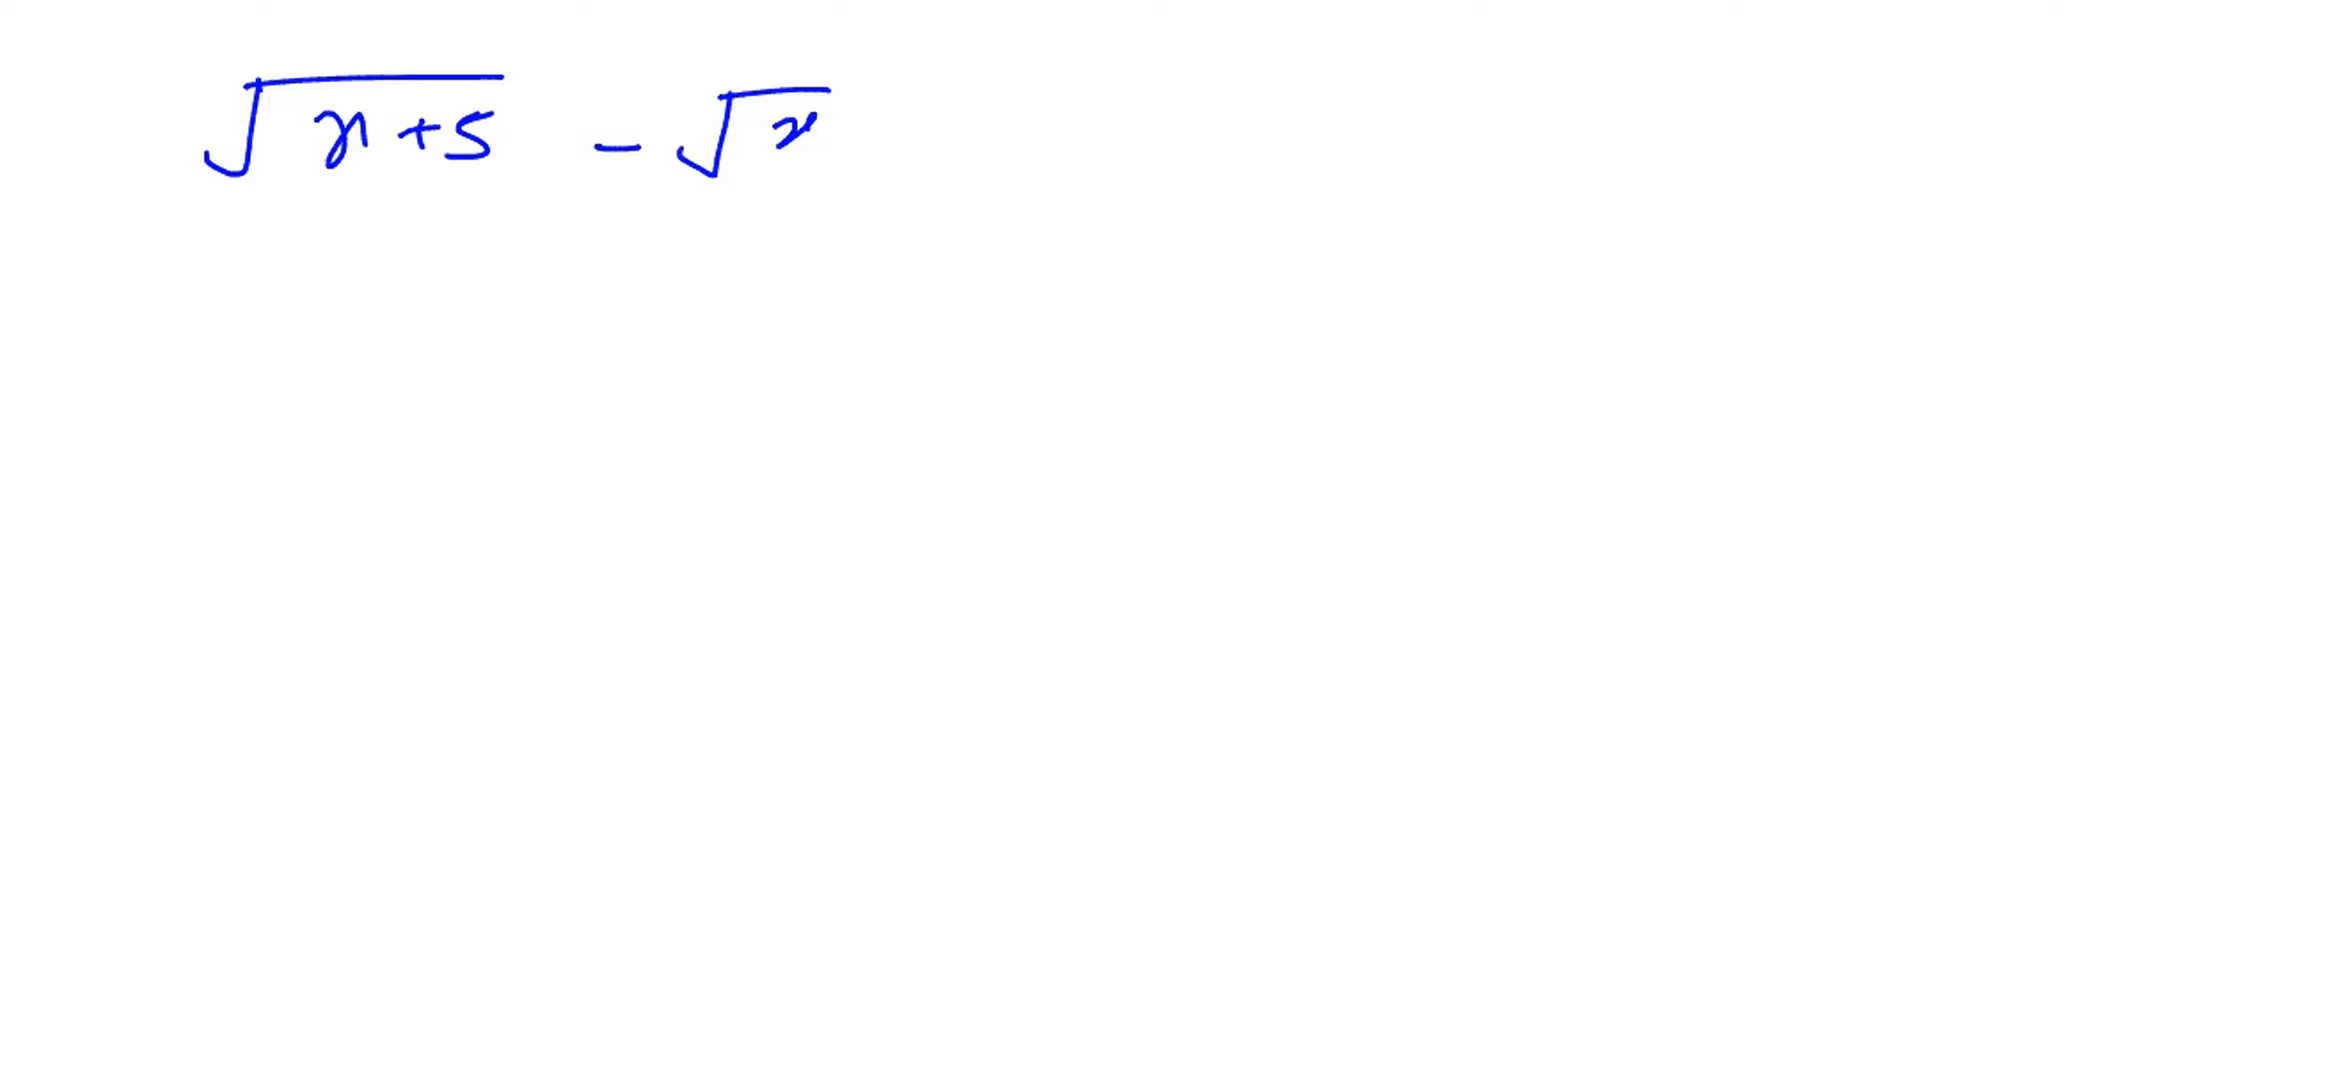 √(x+5) - √x